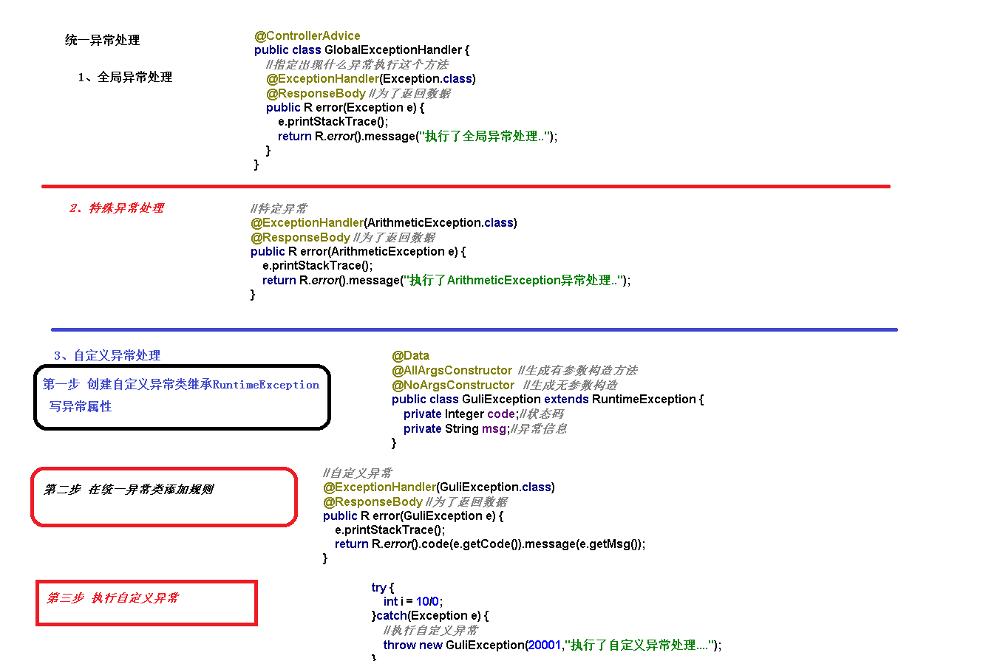 统一异常处理
1、全局异常处理
@ControllerAdvice
public class GlobalExceptionHandler {
//指定出现什么异常执行这个方法
@ExceptionHandler(Exception.class)
@ResponseBody //为了返回数据
public R error(Exception e) {
e.printStackTrace();
return R.error().message("执行了全局异常处理..");
}
}
2、特殊异常处理
//特定异常
@ExceptionHandler(ArithmeticException.class)
@ResponseBody //为了返回数据
public R error(ArithmeticException e) {
e.printStackTrace();
return R.error().message("执行了ArithmeticException异常处理..");
}
3、自定义异常处理
第一步 创建自定义异常类继承RuntimeException
写异常属性
@Data
@AllArgsConstructor //生成有参数构造方法
@NoArgsConstructor //生成无参数构造
public class GuliException extends RuntimeException {
private Integer code;//状态码
private String msg;//异常信息
}
第二步 在统一异常类添加规则
//自定义异常
@ExceptionHandler(GuliException.class)
@ResponseBody //为了返回数据
public R error(GuliException e) {
e.printStackTrace();
return R.error().code(e.getCode()).message(e.getMsg());
}
第三步 执行自定义异常
try {
int i = 10/0;
}catch(Exception e) {
//执行自定义异常
throw new GuliException(20001,"执行了自定义异常处理....");
}